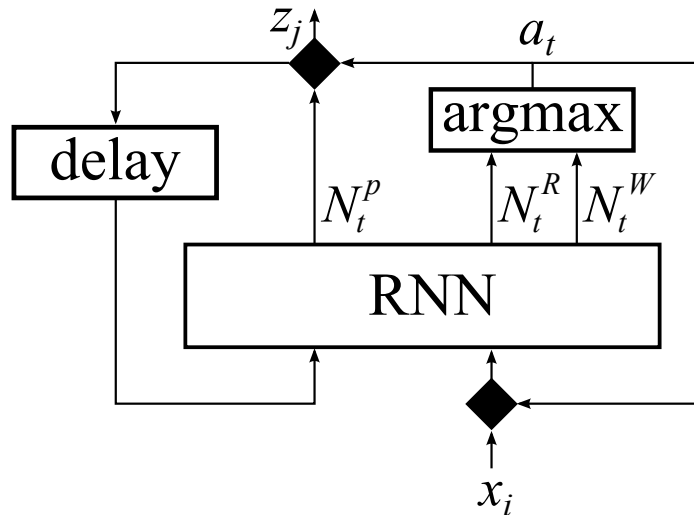 z_j
a_t
argmax
delay
N_t^p
N_t^R
N_t^W
RNN
x_i